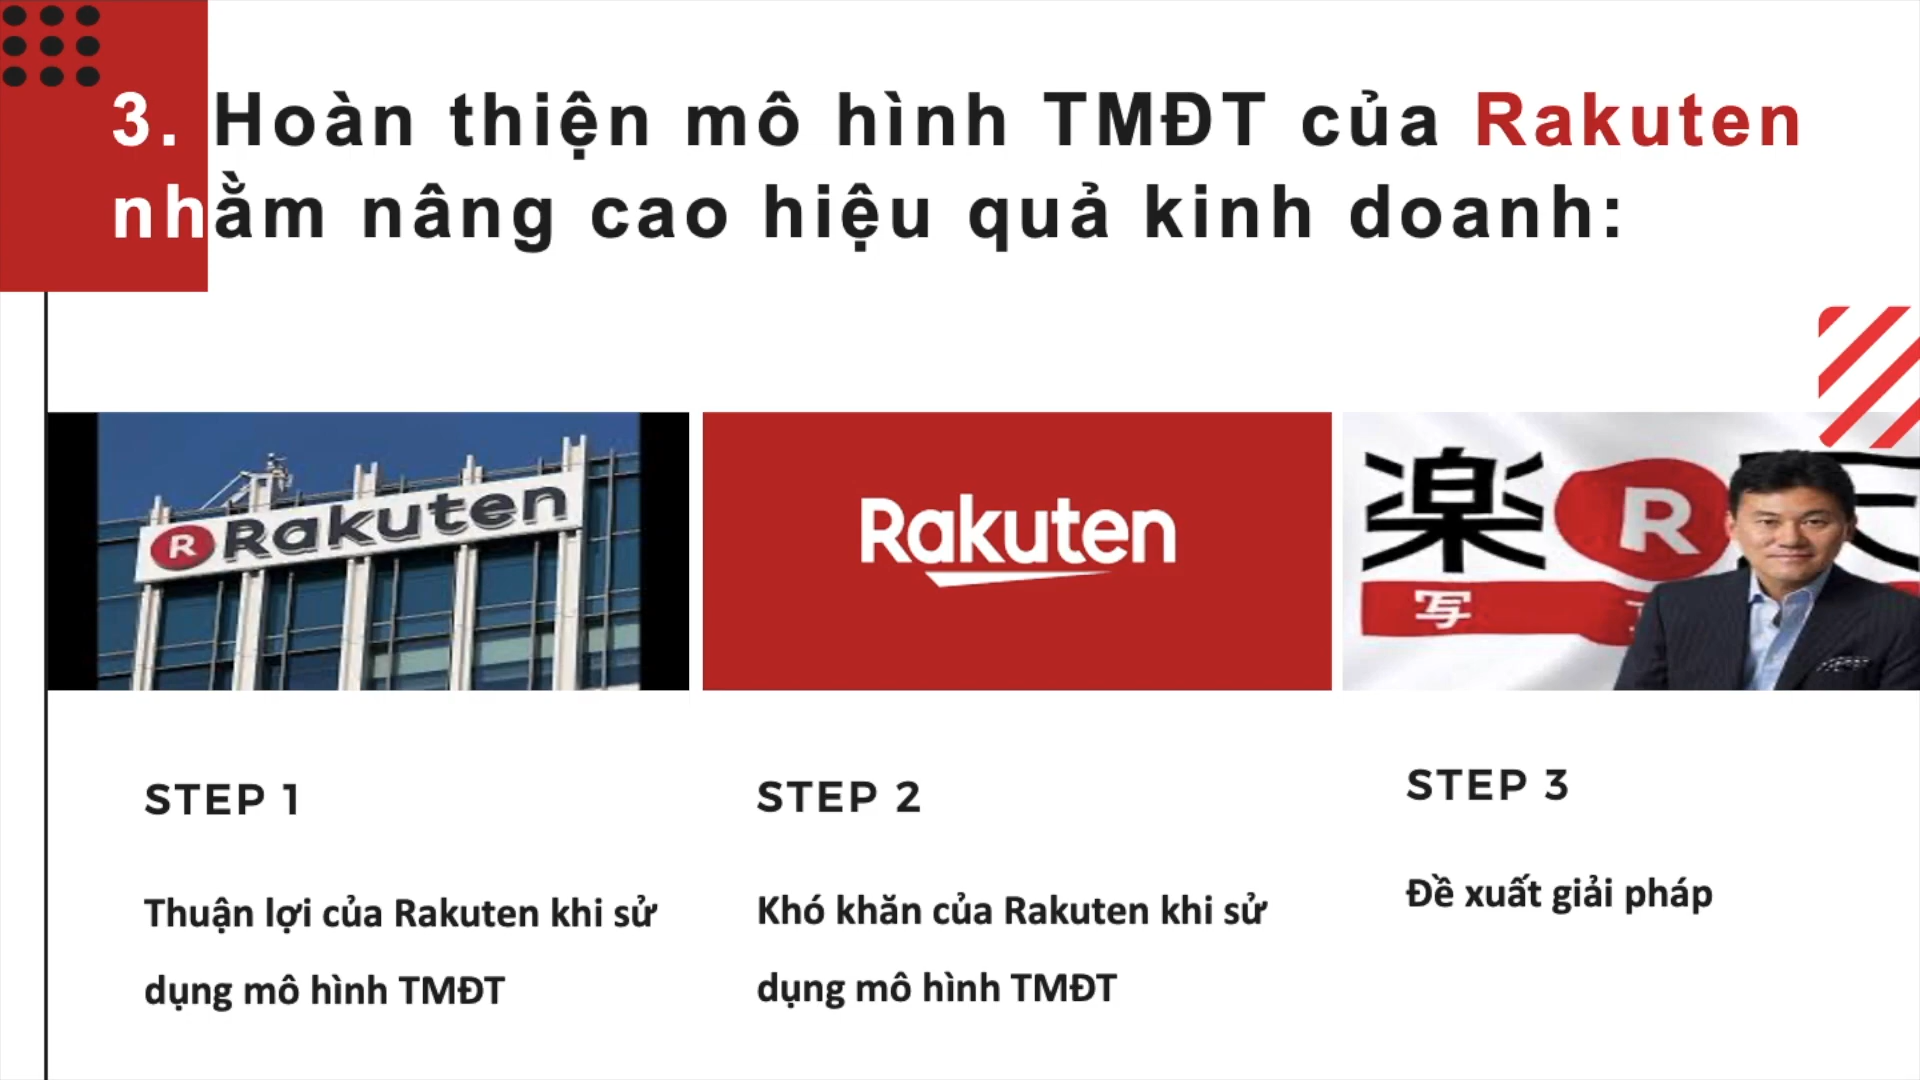 3. Hoàn thiện mô hình TMĐT của Rakuten
nhằm nâng cao hiệu quả kinh doanh:
R Rakuten
Rakuten
楽 R 天
写
STEP 1
Thuận lợi của Rakuten khi sử
dụng mô hình TMĐT
STEP 2
Khó khăn của Rakuten khi sử
dụng mô hình TMĐT
STEP 3
Đề xuất giải pháp